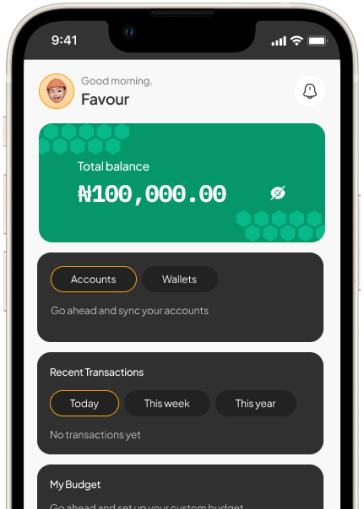 9:41
Good morning,
Favour
Total balance
₦100,000.00
Accounts Wallets
Go ahead and sync your accounts
Recent Transactions
Today This week This year
No transactions yet
My Budget
Go ahead and set up your custom budget